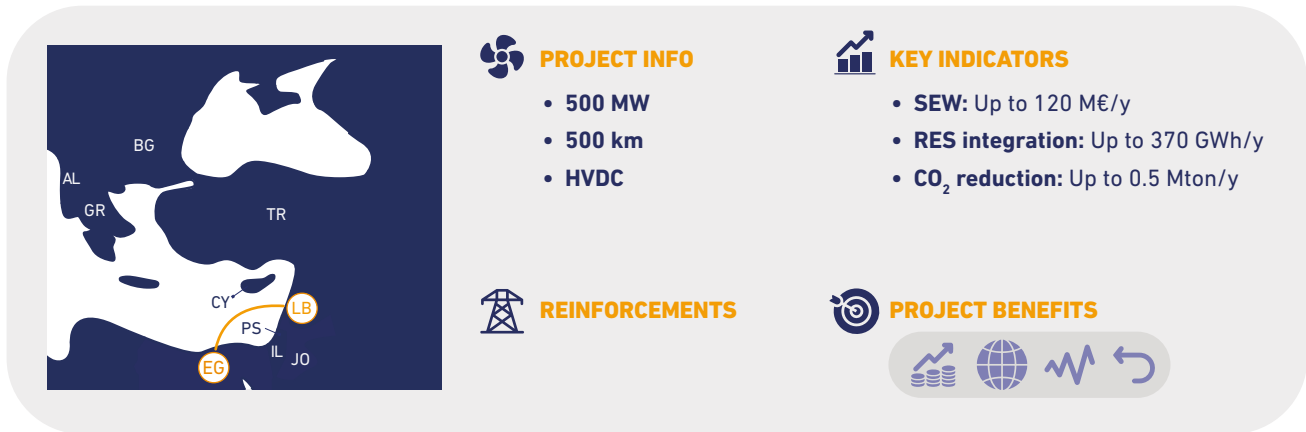 BG
AL
GR
TR
CY
LB
PS
IL
JO
EG
PROJECT INFO
• 500 MW
• 500 km
• HVDC
KEY INDICATORS
• SEW: Up to 120 M€/y
• RES integration: Up to 370 GWh/y
• CO₂ reduction: Up to 0.5 Mton/y
REINFORCEMENTS
PROJECT BENEFITS